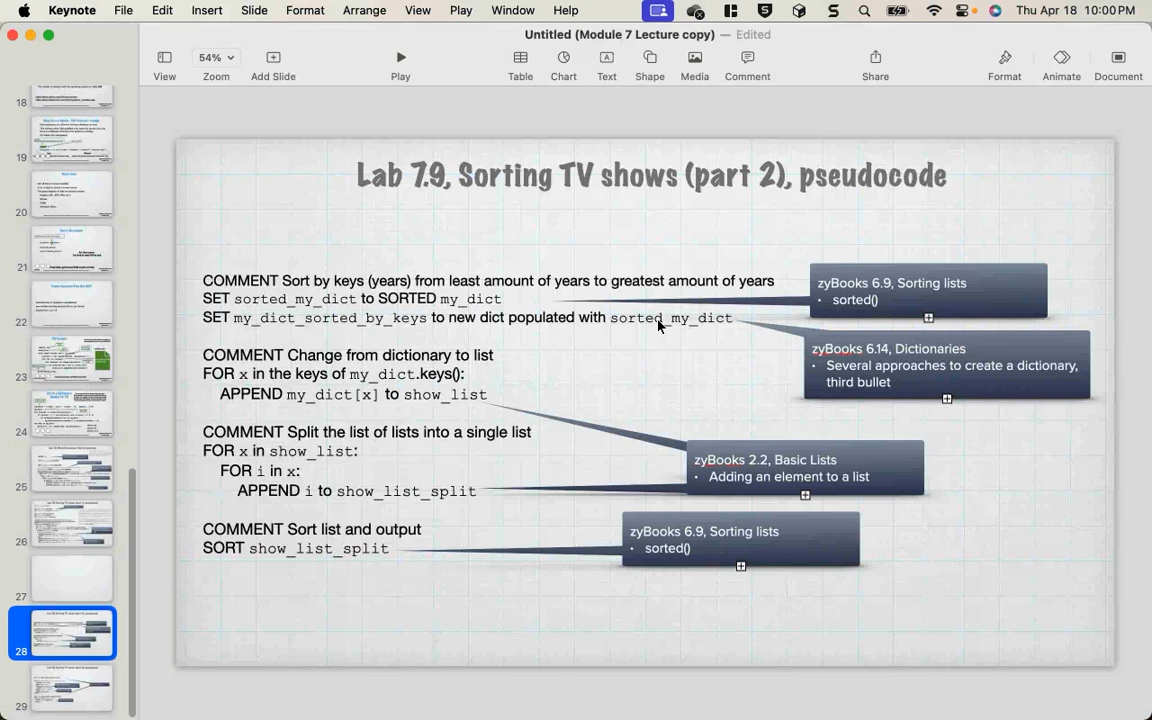 Keynote File Edit Insert Slide Format Arrange View Play Window Help Thu Apr 18 10:00 PM
Untitled (Module 7 Lecture copy) — Edited
54%
View Zoom Add Slide Play Table Chart Text Shape Media Comment Share Format Animate Document
18
19
20
21
22
23
24
25
26
27
28
29
Lab 7.9, Sorting TV shows (part 2), pseudocode
COMMENT Sort by keys (years) from least amount of years to greatest amount of years
SET sorted_my_dict to SORTED my_dict
SET my_dict_sorted_by_keys to new dict populated with sorted_my_dict
COMMENT Change from dictionary to list
FOR x in the keys of my_dict.keys():
APPEND my_dict[x] to show_list
COMMENT Split the list of lists into a single list
FOR x in show_list:
FOR i in x:
APPEND i to show_list_split
COMMENT Sort list and output
SORT show_list_split
zyBooks 6.9, Sorting lists
• sorted()
zyBooks 6.14, Dictionaries
• Several approaches to create a dictionary,
third bullet
zyBooks 2.2, Basic Lists
• Adding an element to a list
zyBooks 6.9, Sorting lists
• sorted()